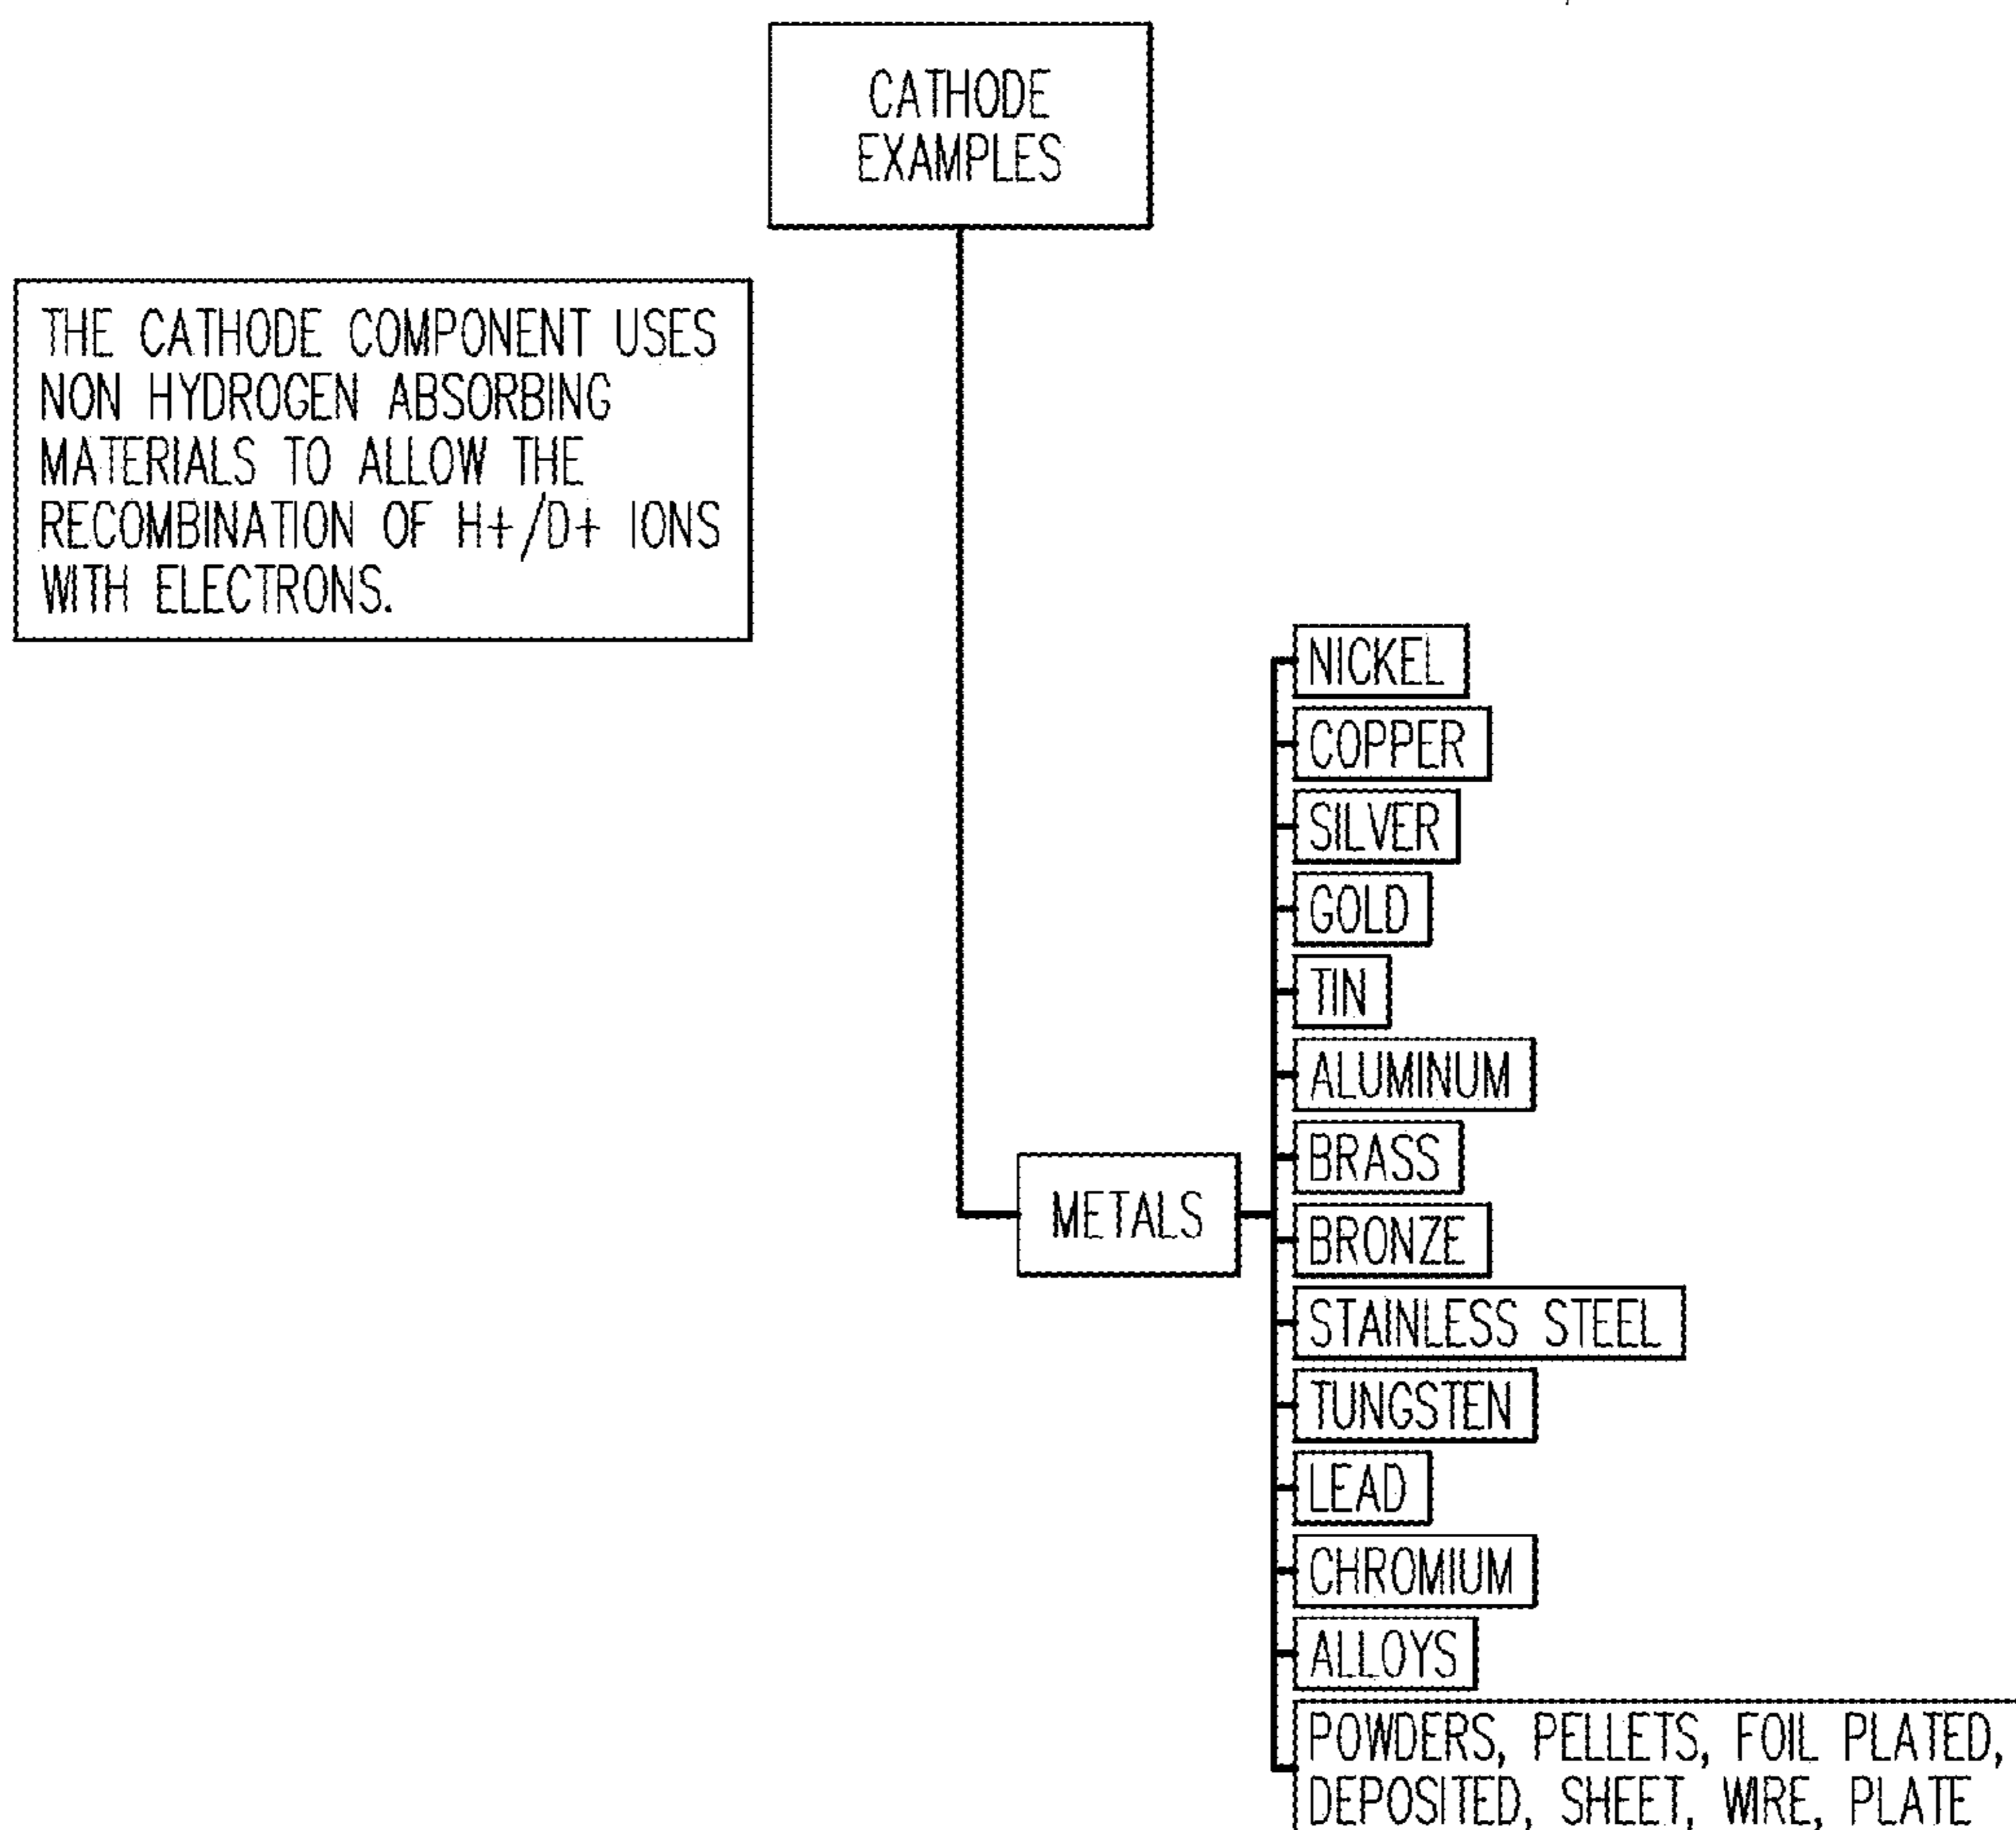 CATHODE
EXAMPLES
THE CATHODE COMPONENT USES
NON HYDROGEN ABSORBING
MATERIALS TO ALLOW THE
RECOMBINATION OF H+/D+ IONS
WITH ELECTRONS.
NICKEL
COPPER
SILVER
GOLD
TIN
ALUMINUM
BRASS
METALS
BRONZE
STAINLESS STEEL
TUNGSTEN
LEAD
CHROMIUM
ALLOYS
POWDERS, PELLETS, FOIL PLATED,
DEPOSITED, SHEET, WIRE, PLATE